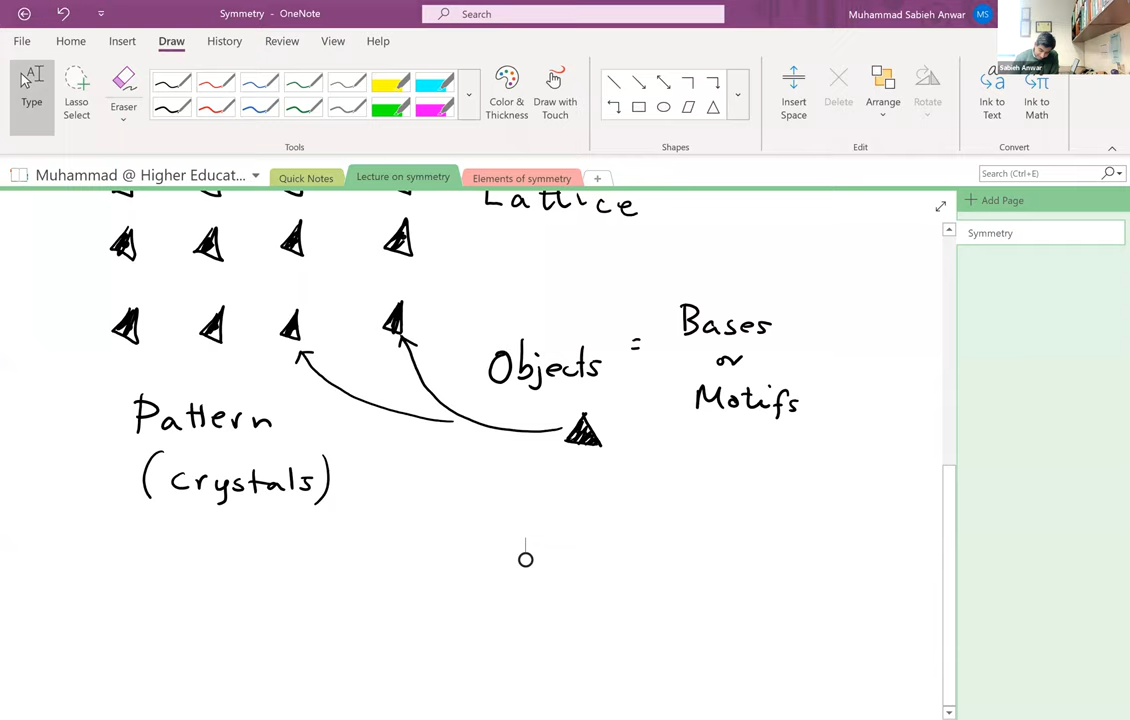 Symmetry - OneNote
Search
Muhammad Sabieh Anwar
MS
File
Home
Insert
Draw
History
Review
View
Help
Type
Lasso Select
Eraser
Color & Thickness
Draw with Touch
Insert Space
Delete
Arrange
Rotate
Ink to Text
Ink to Math
Tools
Shapes
Edit
Convert
Sabieh Anwar
Muhammad @ Higher Educat...
Quick Notes
Lecture on symmetry
Elements of symmetry
Search (Ctrl+E)
Add Page
Symmetry
Lattice
Objects = Bases
or
Motifs
Pattern
(Crystals)